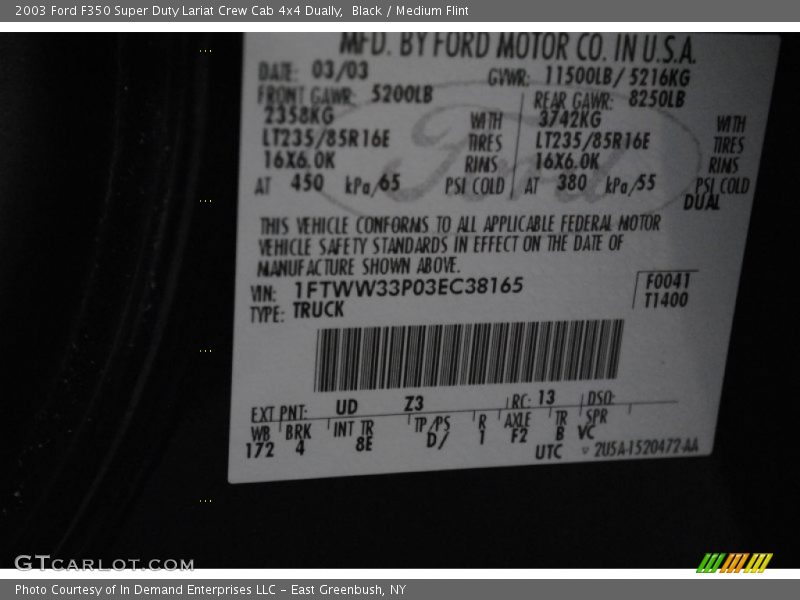 2003 Ford F350 Super Duty Lariat Crew Cab 4x4 Dually,  Black / Medium Flint
MFD. BY FORD MOTOR CO. IN U.S.A.
DATE: 03/03
GVWR: 11500LB/ 5216KG
FRONT GAWR: 5200LB
REAR GAWR: 8250LB
2358KG WITH
3742KG WITH
LT235/85R16E TIRES
LT235/85R16E TIRES
16X6.0K RIMS
16X6.0K RIMS
AT 450 kPa/65 PSI COLD
AT 380 kPa/55 PSI COLD
DUAL
Ford
THIS VEHICLE CONFORMS TO ALL APPLICABLE FEDERAL MOTOR
VEHICLE SAFETY STANDARDS IN EFFECT ON THE DATE OF
MANUFACTURE SHOWN ABOVE.
VIN: 1FTWW33P03EC38165
F0041
TYPE: TRUCK
T1400
EXT PNT: UD Z3 RC: 13 DSO:
WB BRK INT TR TP/PS R AXLE TR SPR
172 4 8E D/ 1 F2 B VC
UTC ▽ 2U5A-1520472-AA
GTCARLOT.COM
Photo Courtesy of In Demand Enterprises LLC - East Greenbush, NY